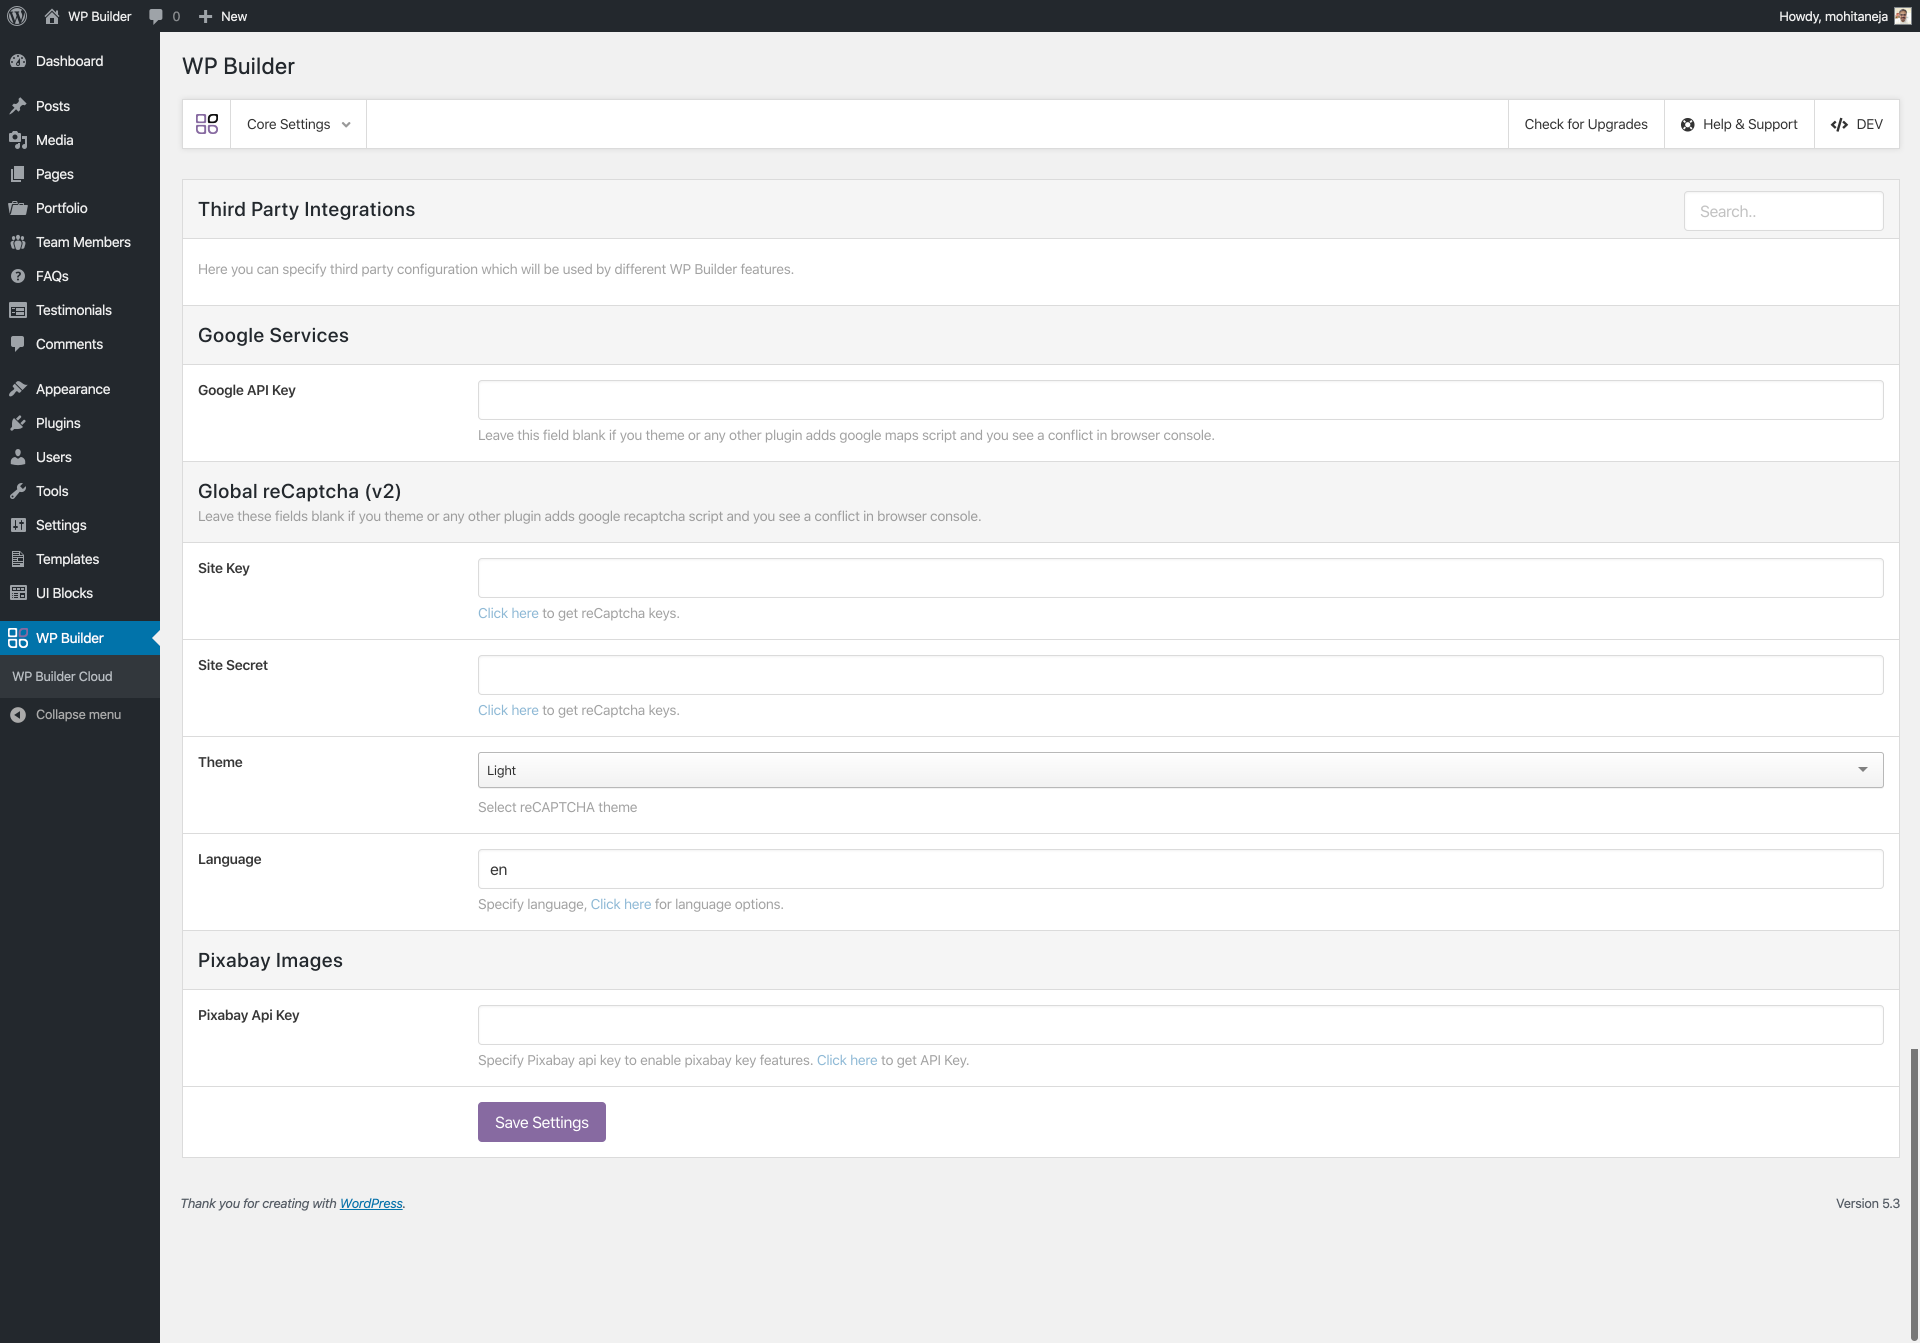 WP Builder
0
New
Howdy, mohitaneja
Dashboard
Posts
Media
Pages
Portfolio
Team Members
FAQs
Testimonials
Comments
Appearance
Plugins
Users
Tools
Settings
Templates
UI Blocks
WP Builder
WP Builder Cloud
Collapse menu
WP Builder
Core Settings
Check for Upgrades
Help & Support
DEV
Third Party Integrations
Search..
Here you can specify third party configuration which will be used by different WP Builder features.
Google Services
Google API Key
Leave this field blank if you theme or any other plugin adds google maps script and you see a conflict in browser console.
Global reCaptcha (v2)
Leave these fields blank if you theme or any other plugin adds google recaptcha script and you see a conflict in browser console.
Site Key
Click here to get reCaptcha keys.
Site Secret
Click here to get reCaptcha keys.
Theme
Light
Select reCAPTCHA theme
Language
en
Specify language, Click here for language options.
Pixabay Images
Pixabay Api Key
Specify Pixabay api key to enable pixabay key features. Click here to get API Key.
Save Settings
Thank you for creating with WordPress.
Version 5.3